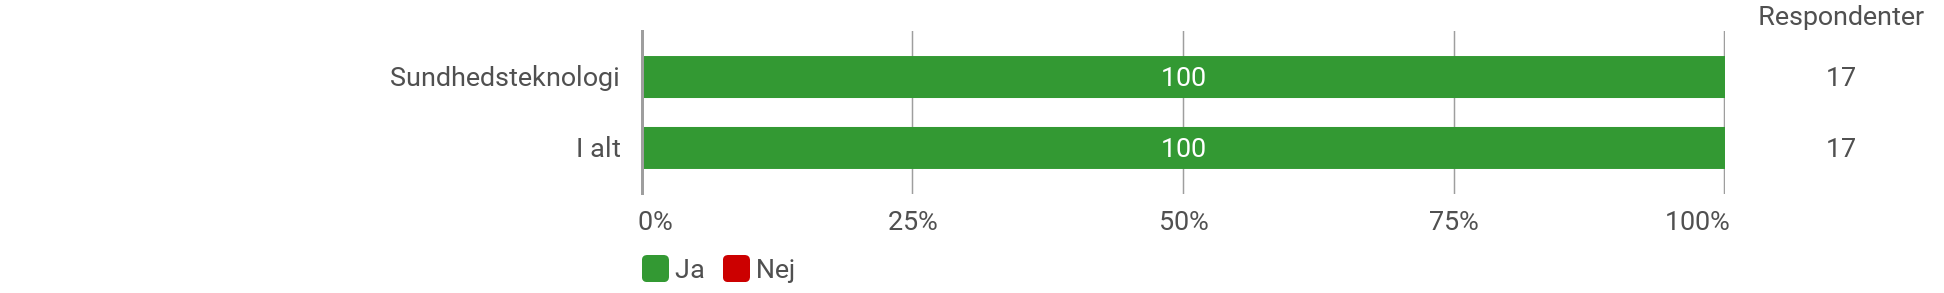 Respondenter
Sundhedsteknologi 100 17
I alt 100 17
0% 25% 50% 75% 100%
Ja Nej